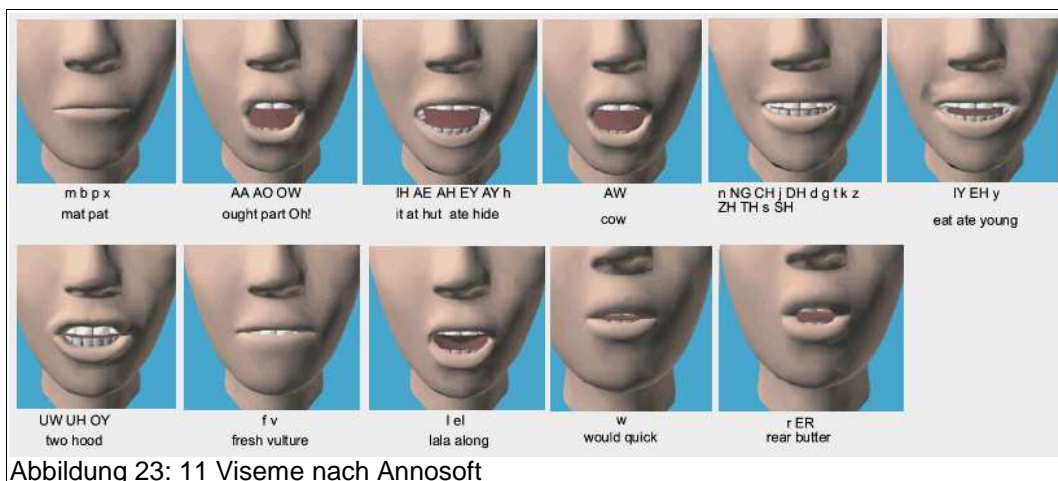 m b p x
mat pat
AA AO OW
ought part Oh!
IH AE AH EY AY h
it at hut ate hide
AW
cow
n NG CH j DH d g t k z
ZH TH s SH
IY EH y
eat ate young
UW UH OY
two hood
f v
fresh vulture
l el
lala along
w
would quick
r ER
rear butter
Abbildung 23: 11 Viseme nach Annosoft